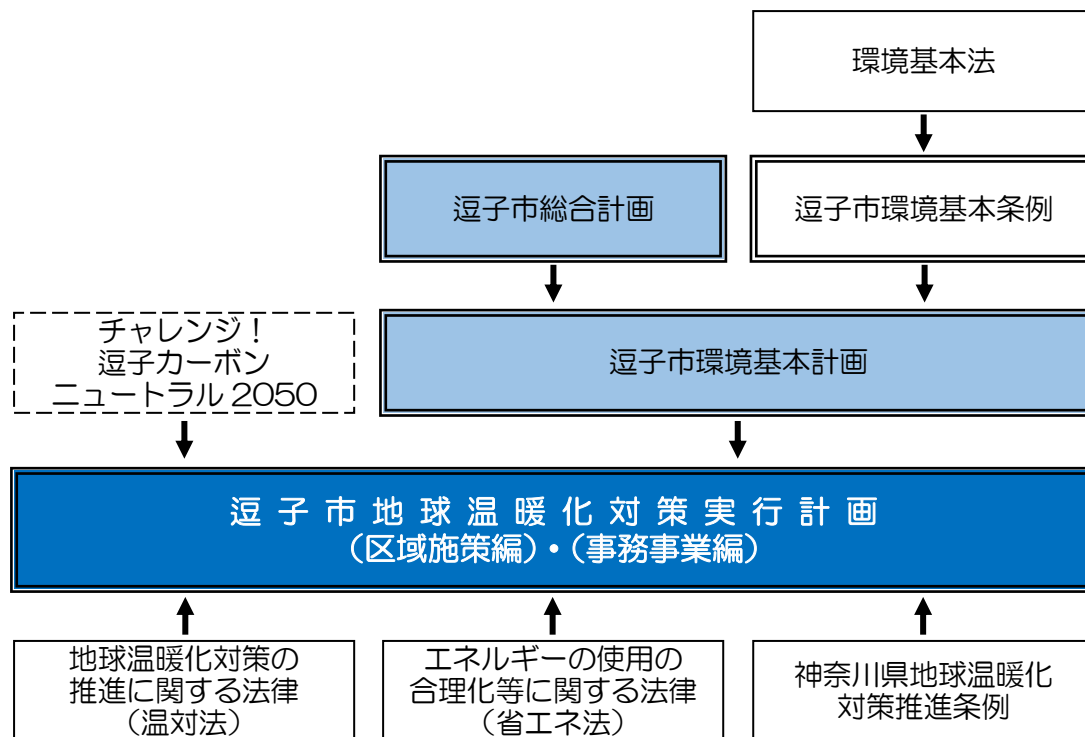 環境基本法
逗子市総合計画
逗子市環境基本条例
チャレンジ！
逗子カーボン
ニュートラル 2050
逗子市環境基本計画
逗子市地球温暖化対策実行計画
（区域施策編）・（事務事業編）
地球温暖化対策の
推進に関する法律
（温対法）
エネルギーの使用の
合理化等に関する法律
（省エネ法）
神奈川県地球温暖化
対策推進条例